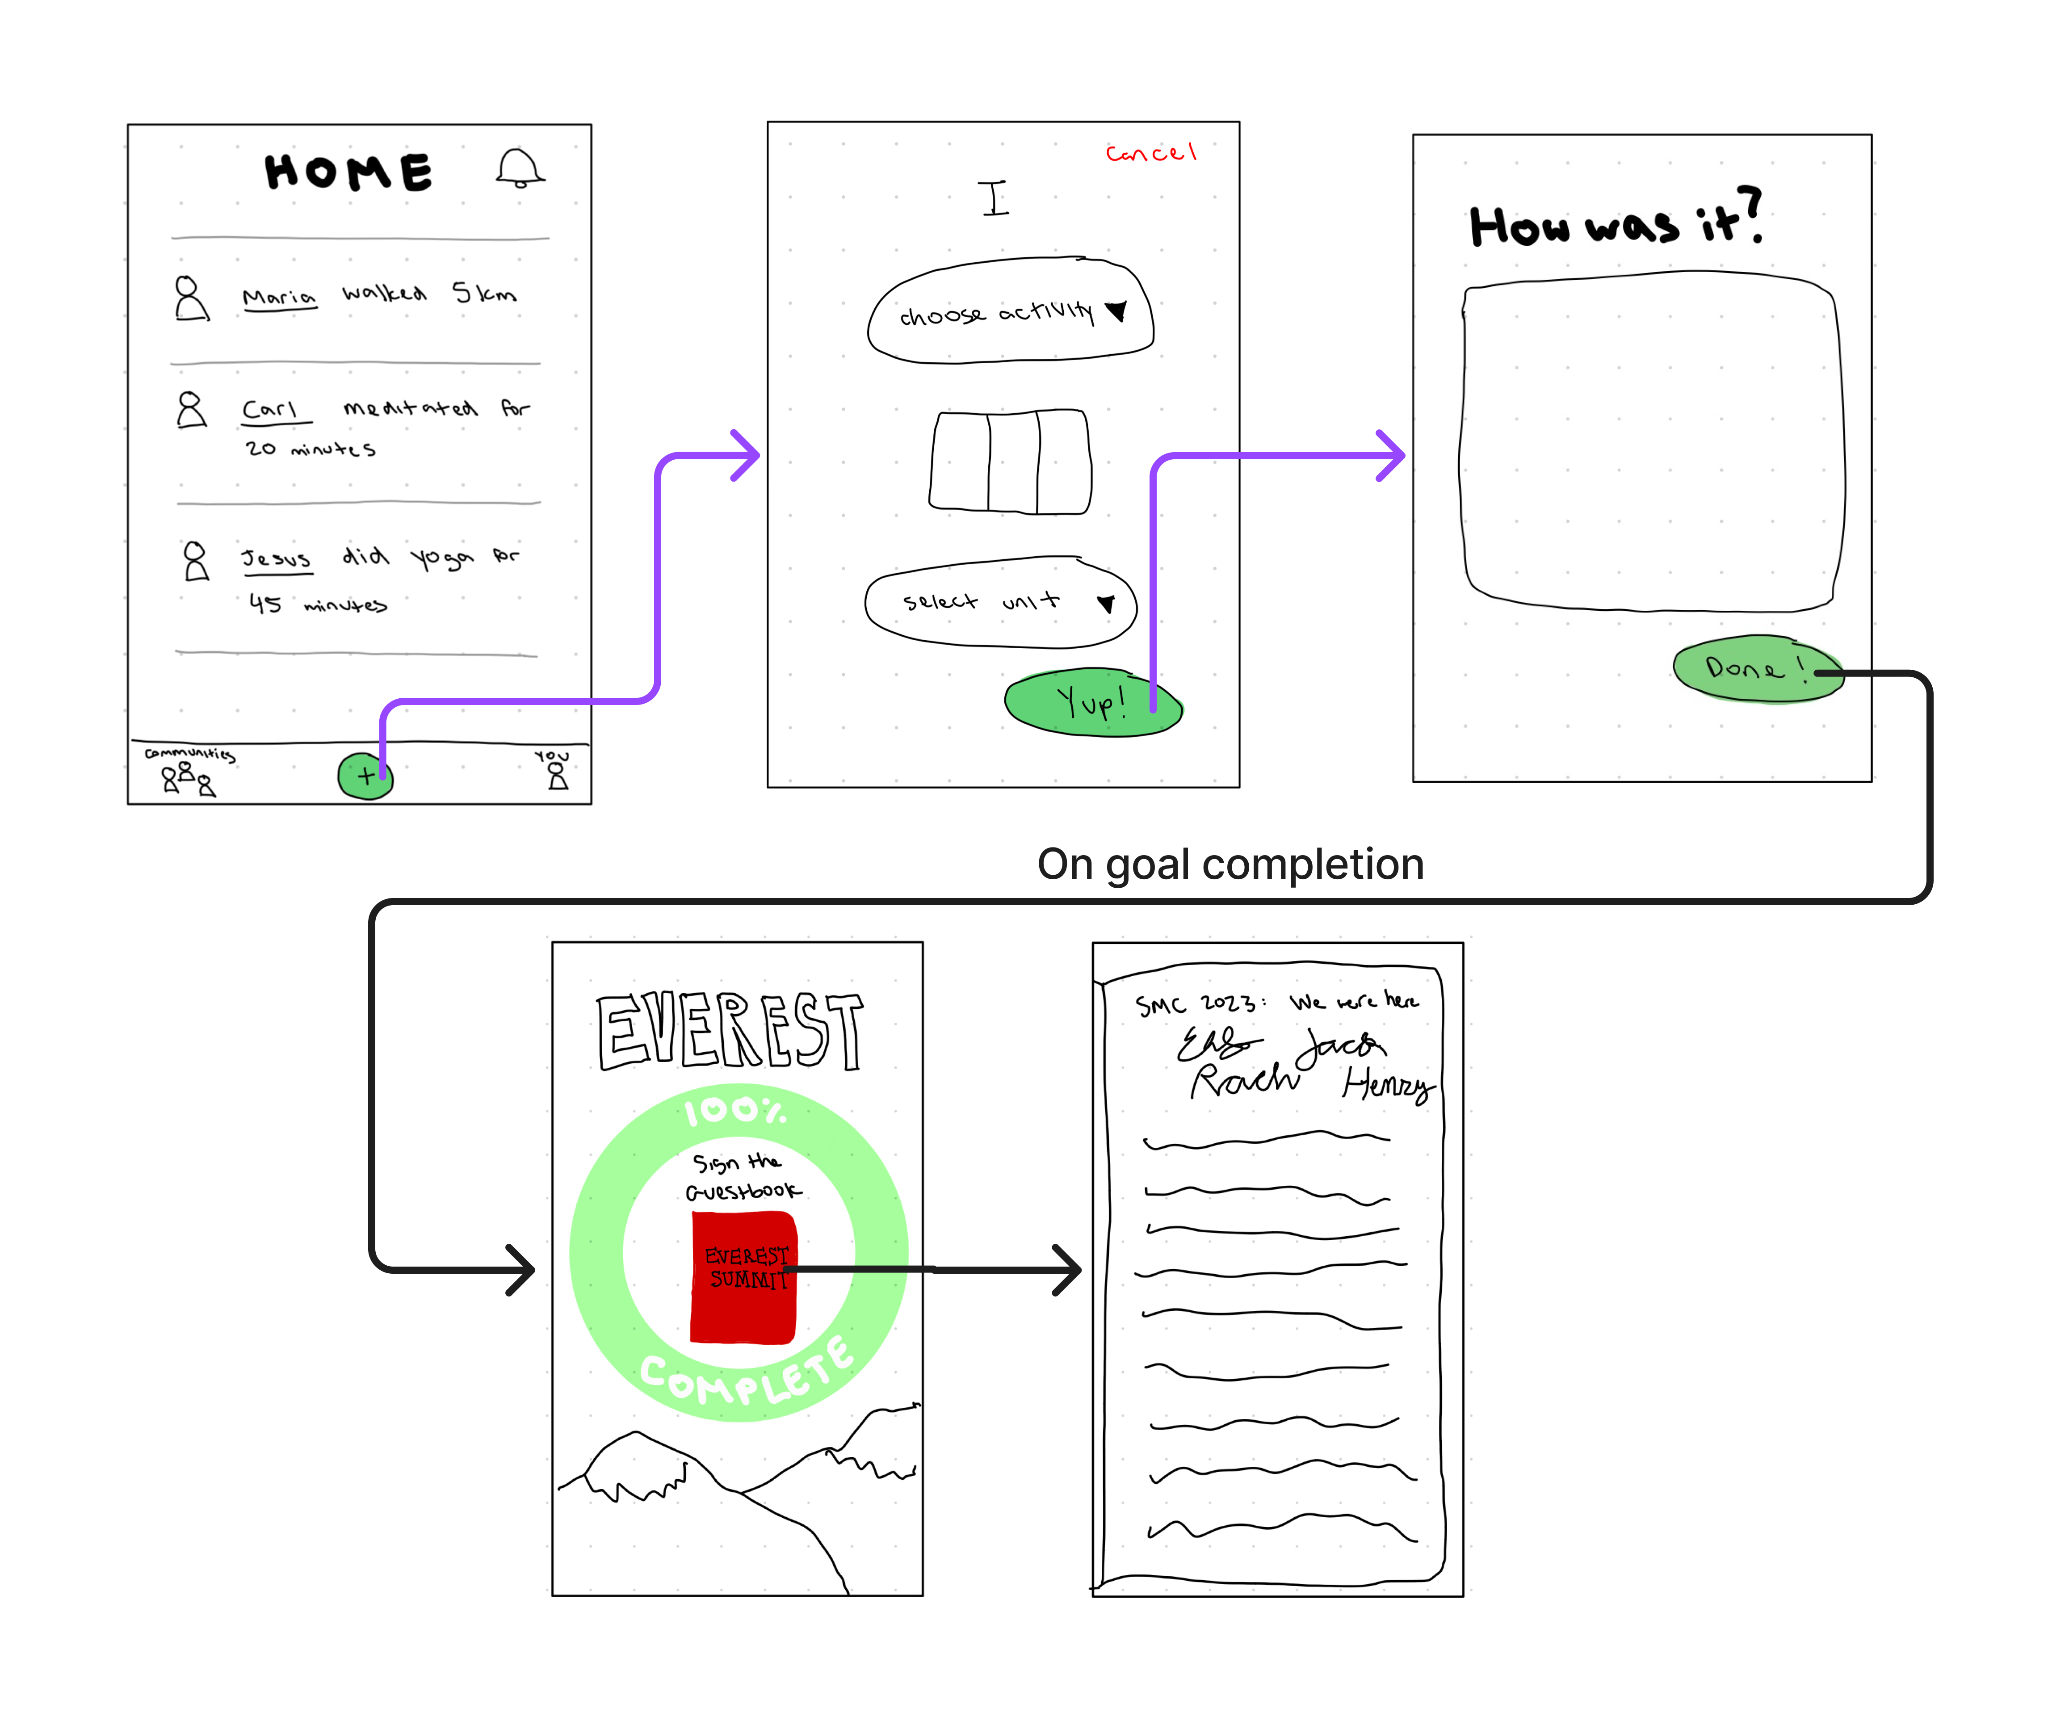 HOME
Maria walked 5km
Carl meditated for
20 minutes
Jesus did yoga for
45 minutes
communities
+
YOU
Cancel
I
choose activity
select unit
Yup!
How was it?
Done!
On goal completion
EVEREST
100%
Sign the
Guestbook
EVEREST
SUMMIT
COMPLETE
SMC 2023: We were here
Jacob
Henry